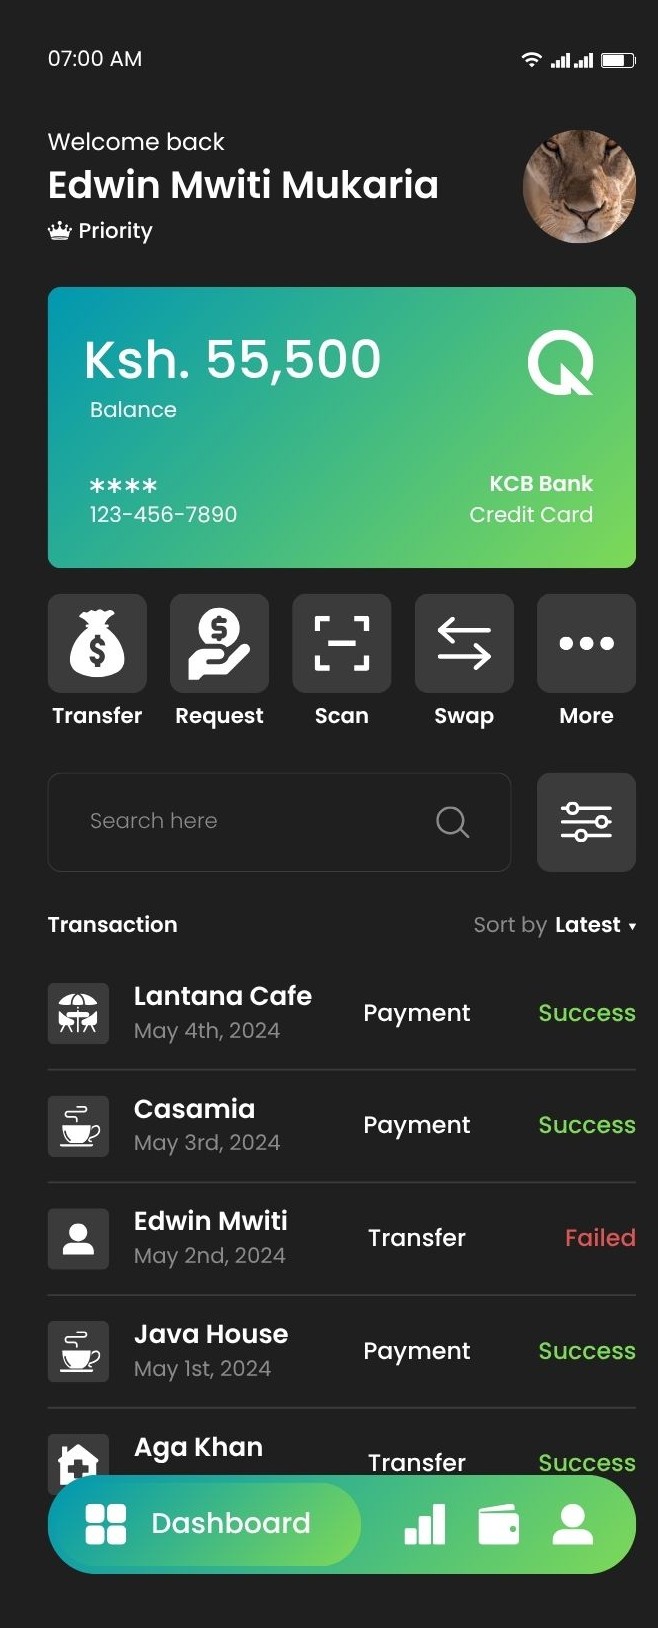 07:00 AM
Welcome back
Edwin Mwiti Mukaria
Priority
Ksh. 55,500
Balance
**** KCB Bank
123-456-7890 Credit Card
Transfer Request Scan Swap More
Search here
Transaction Sort by Latest
Lantana Cafe
May 4th, 2024
Payment Success
Casamia
May 3rd, 2024
Payment Success
Edwin Mwiti
May 2nd, 2024
Transfer Failed
Java House
May 1st, 2024
Payment Success
Aga Khan
Transfer Success
Dashboard